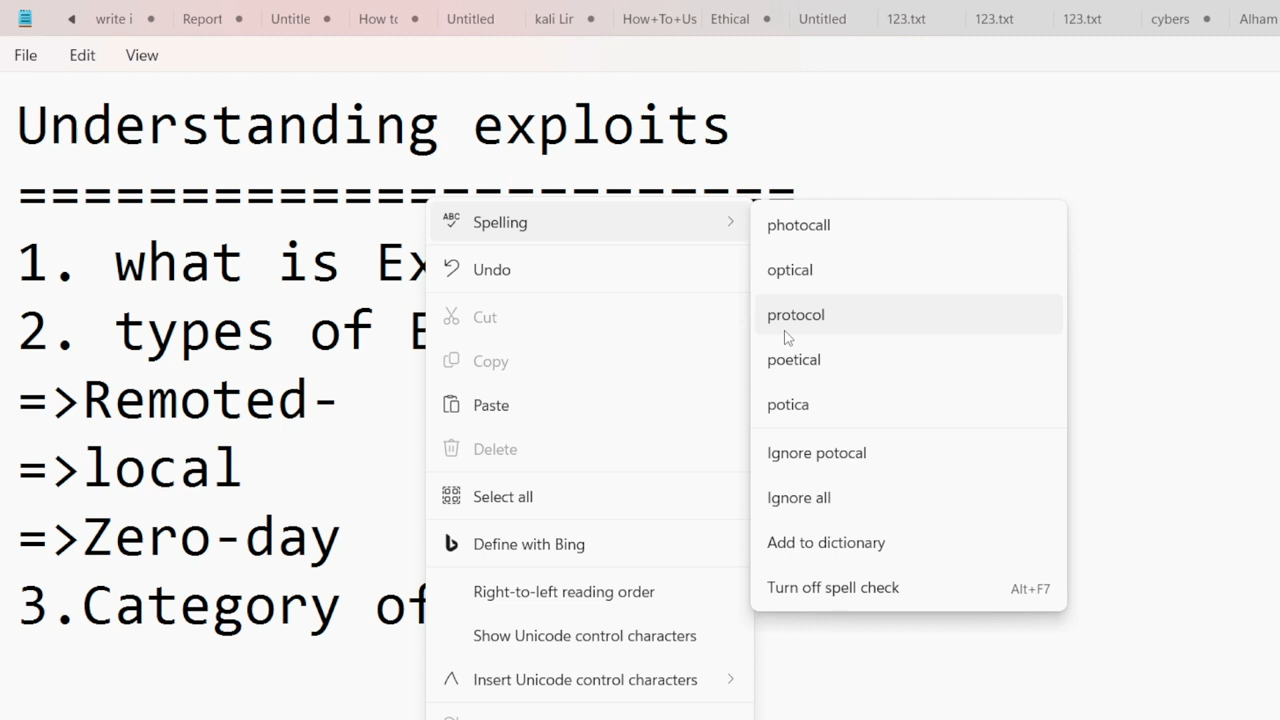 write i Report Untitle How to Untitled kali Lir How+To+Us Ethical Untitled 123.txt 123.txt 123.txt cybers Alham
File Edit View
Understanding exploits
========================
1. what is Ex
2. types of E
=>Remoted-
=>local
=>Zero-day
3.Category of
ABC Spelling
Undo
Cut
Copy
Paste
Delete
Select all
Define with Bing
Right-to-left reading order
Show Unicode control characters
Insert Unicode control characters
photocall
optical
protocol
poetical
potica
Ignore potocal
Ignore all
Add to dictionary
Turn off spell check Alt+F7